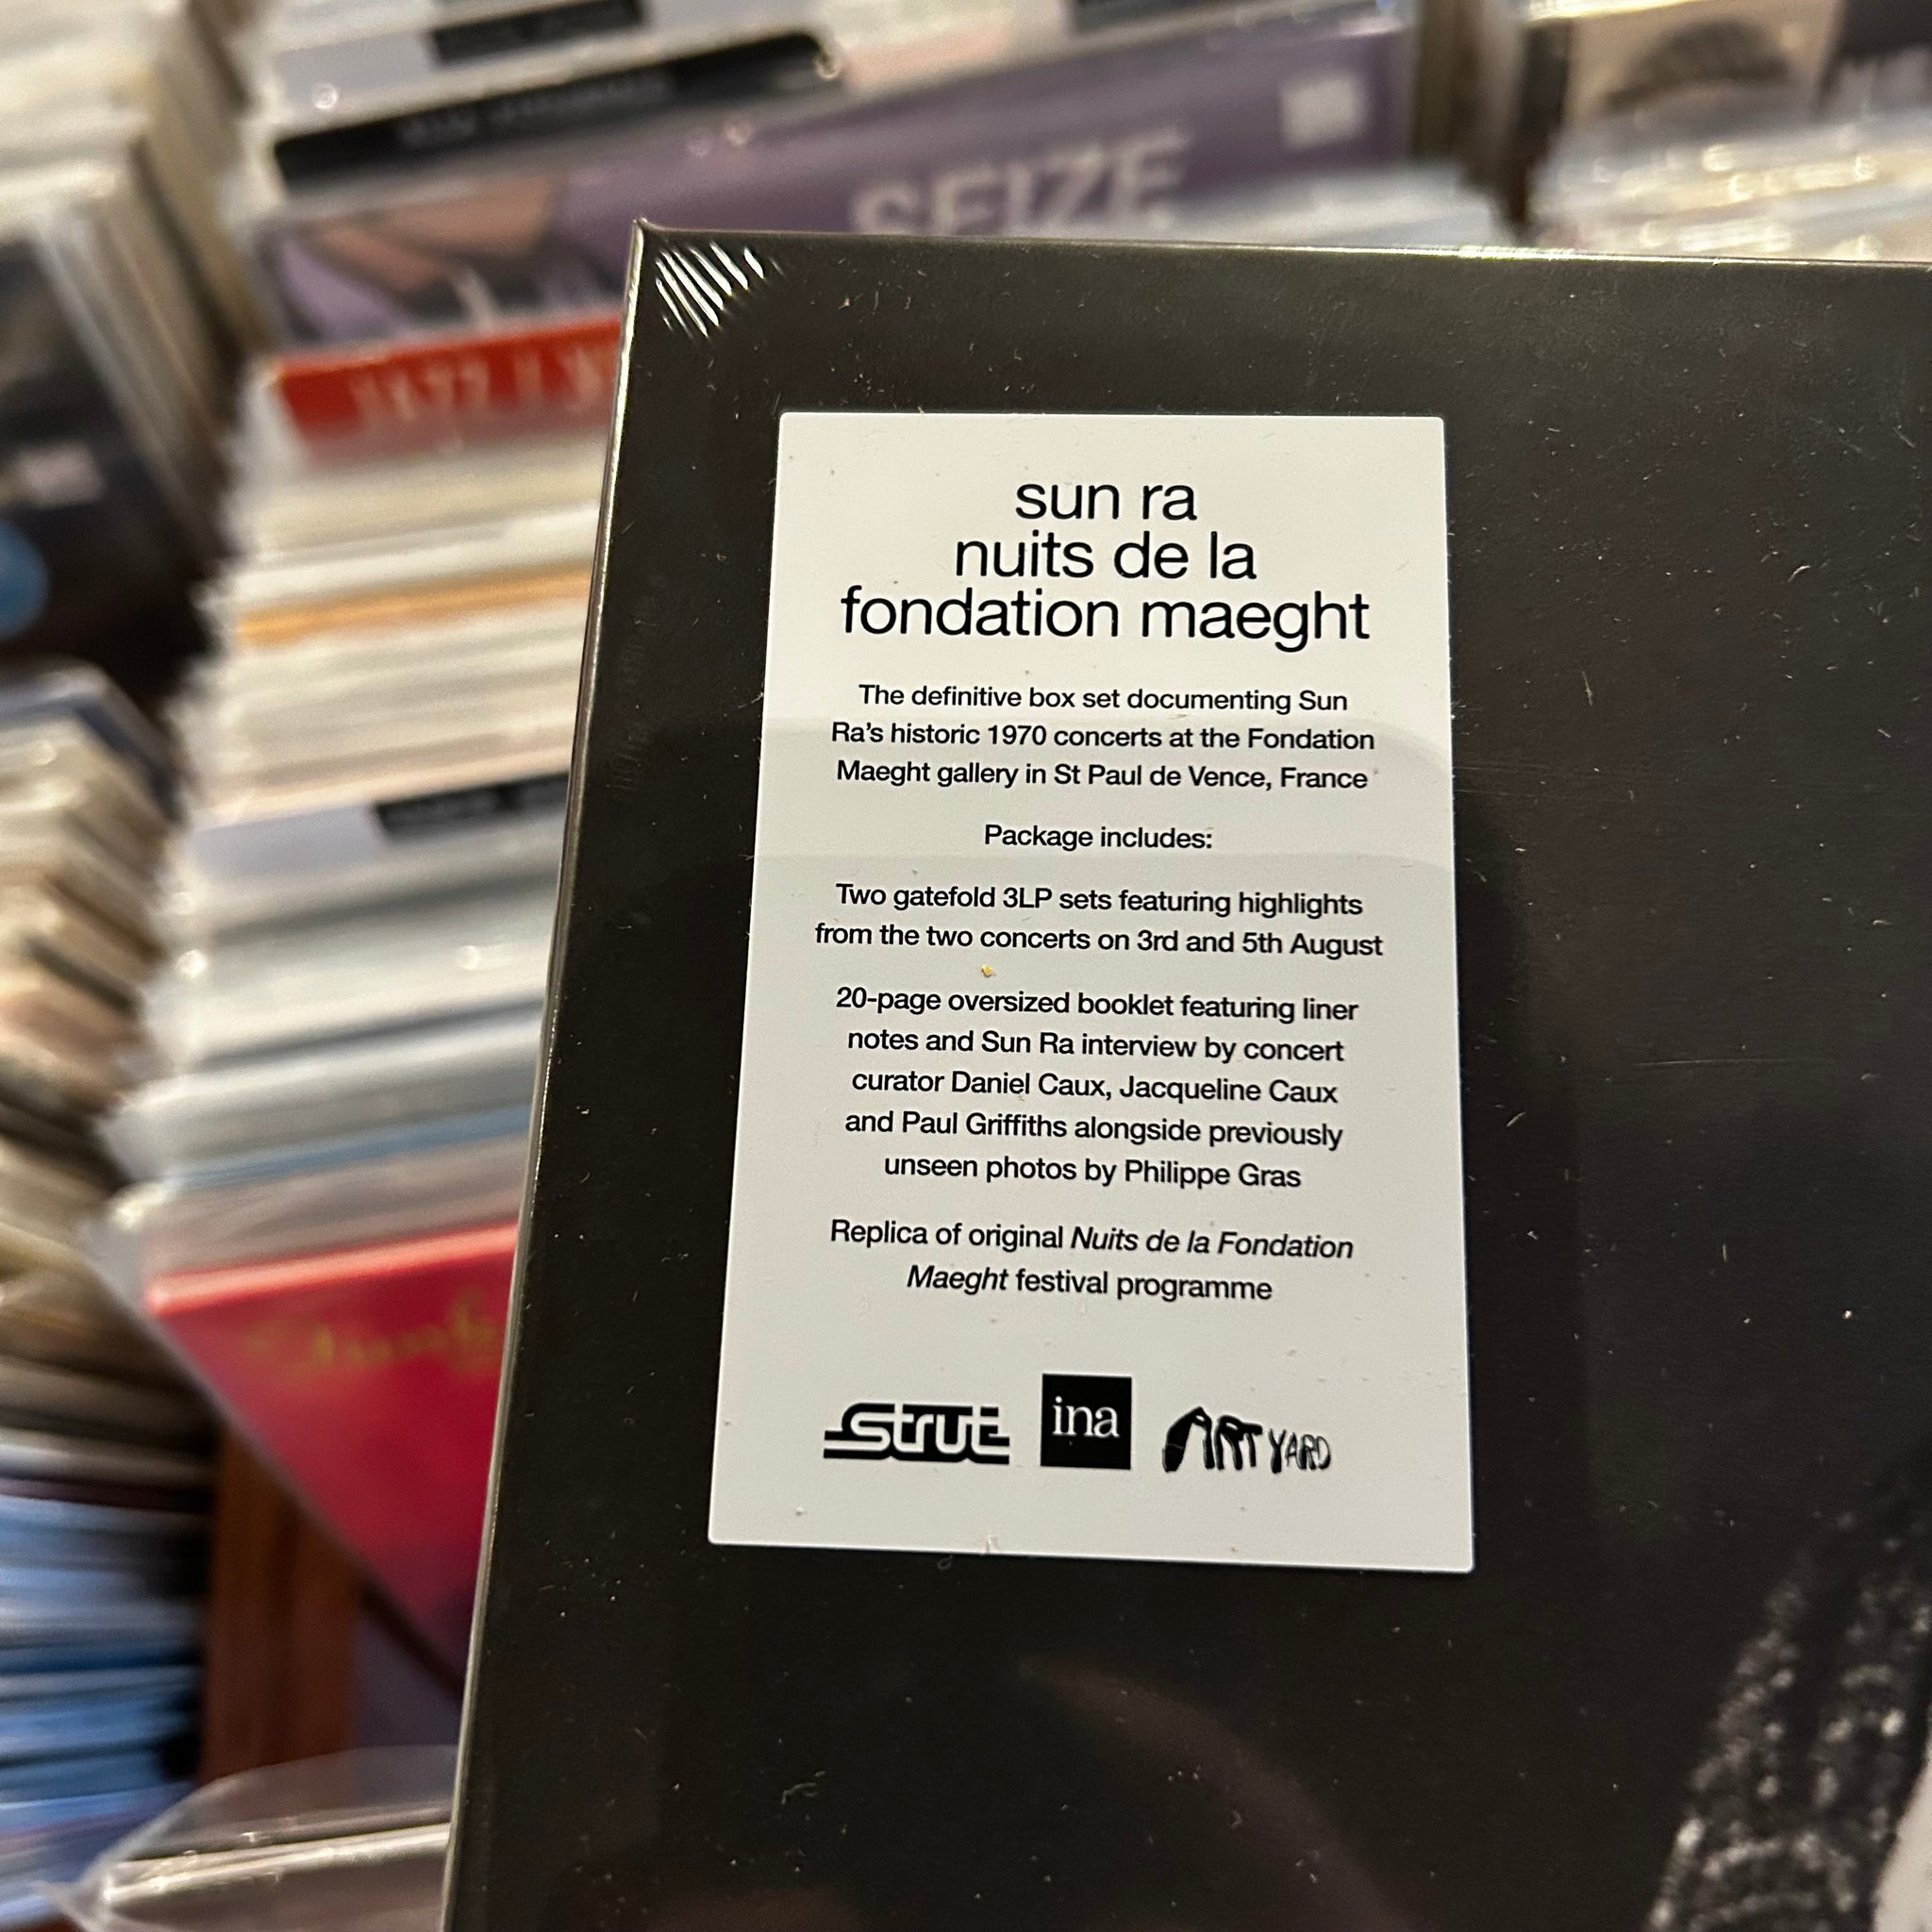 SEIZE
JAZZ
sun ra
nuits de la
fondation maeght
The definitive box set documenting Sun
Ra’s historic 1970 concerts at the Fondation
Maeght gallery in St Paul de Vence, France
Package includes:
Two gatefold 3LP sets featuring highlights
from the two concerts on 3rd and 5th August
20-page oversized booklet featuring liner
notes and Sun Ra interview by concert
curator Daniel Caux, Jacqueline Caux
and Paul Griffiths alongside previously
unseen photos by Philippe Gras
Replica of original Nuits de la Fondation
Maeght festival programme
strut ina ART YARD